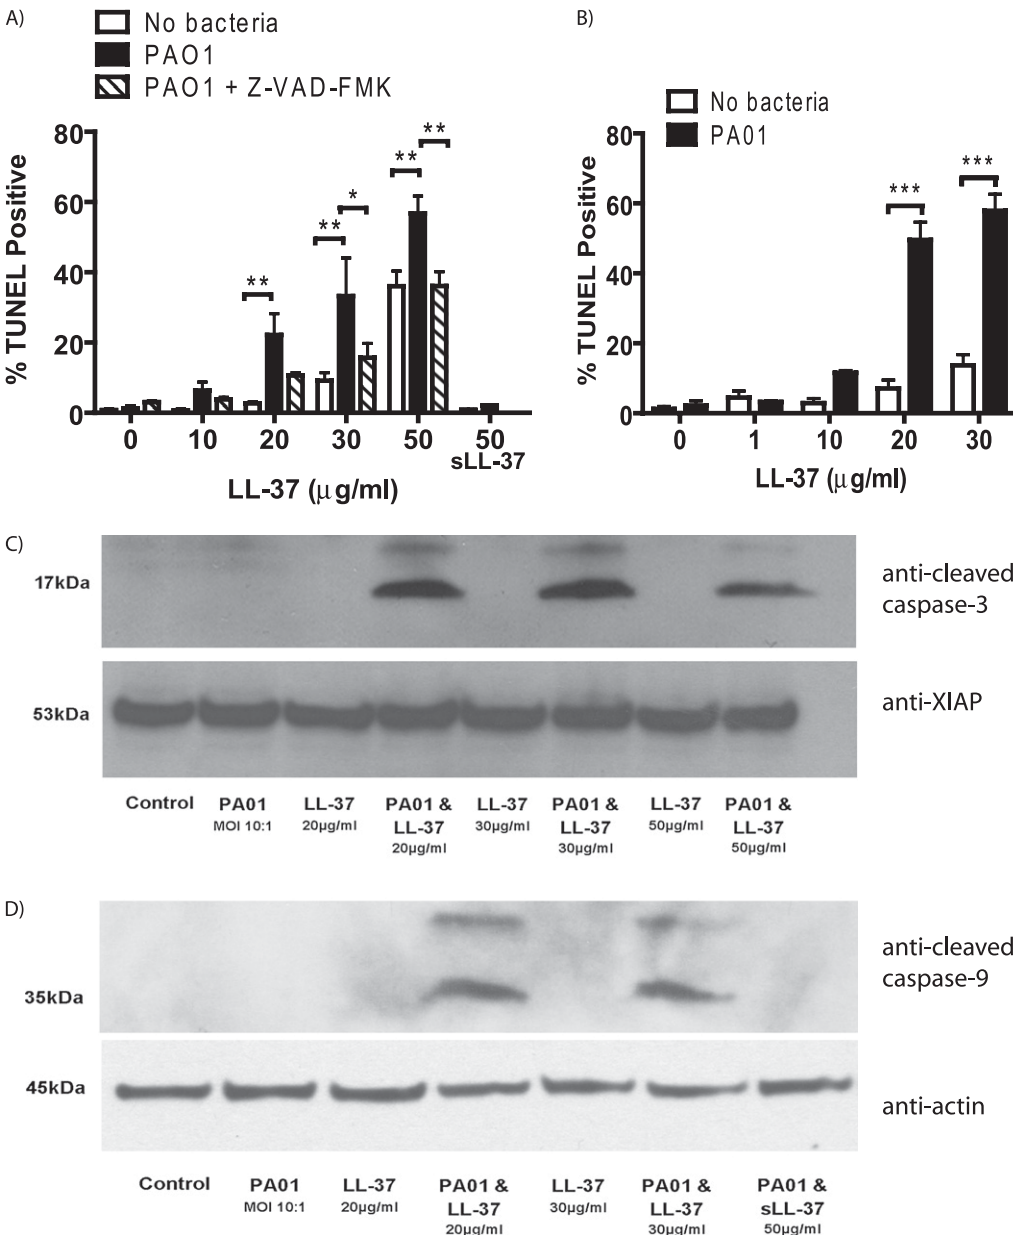 A)
No bacteria
PAO1
PAO1 + Z-VAD-FMK
% TUNEL Positive
80
60
40
20
0
**
**
*
**
**
0 10 20 30 50 50
sLL-37
LL-37 (μg/ml)
B)
No bacteria
PA01
% TUNEL Positive
80
60
40
20
0
***
***
0 1 10 20 30
LL-37 (μg/ml)
C)
17kDa
anti-cleaved
caspase-3
53kDa
anti-XIAP
Control PA01 LL-37 PA01 & LL-37 PA01 & LL-37 PA01 &
MOI 10:1 20μg/ml LL-37 30μg/ml LL-37 50μg/ml LL-37
20μg/ml 30μg/ml 50μg/ml
D)
35kDa
anti-cleaved
caspase-9
45kDa
anti-actin
Control PA01 LL-37 PA01 & LL-37 PA01 & PA01 &
MOI 10:1 20μg/ml LL-37 30μg/ml LL-37 sLL-37
20μg/ml 30μg/ml 50μg/ml